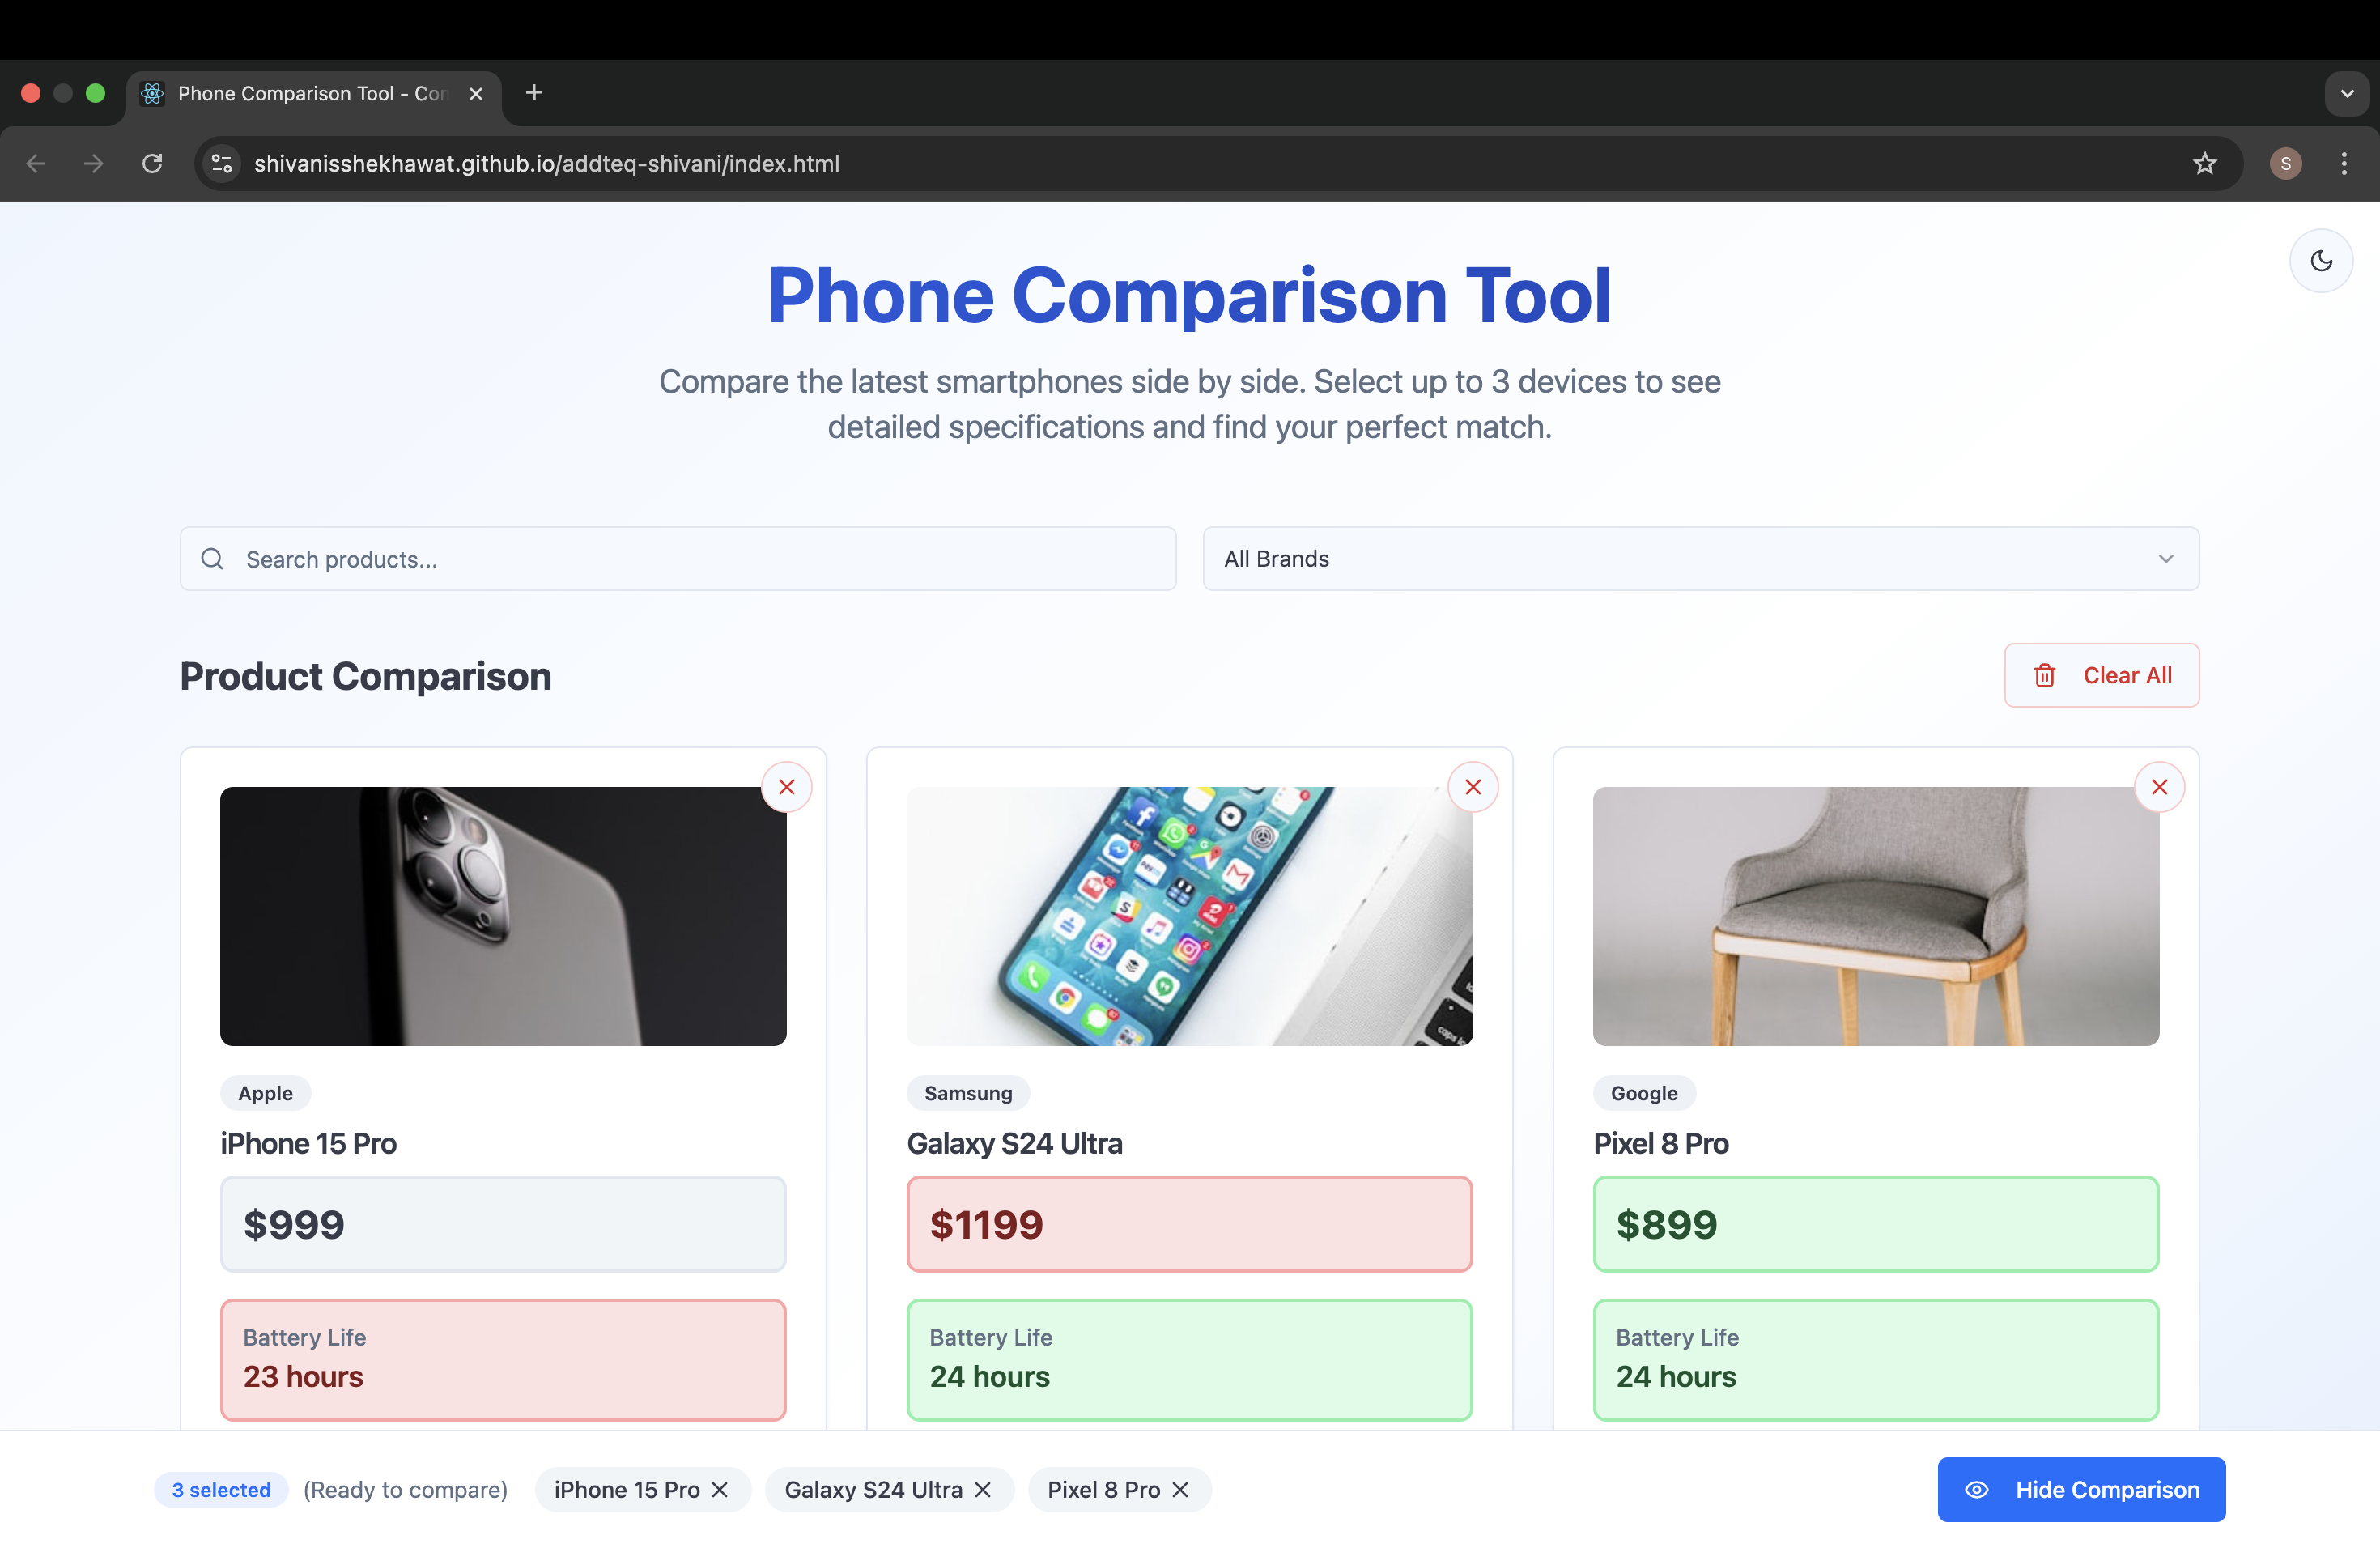 Phone Comparison Tool - Con
shivanisshekhawat.github.io/addteq-shivani/index.html
S
Phone Comparison Tool
Compare the latest smartphones side by side. Select up to 3 devices to see
detailed specifications and find your perfect match.
Search products...
All Brands
Product Comparison
Clear All
Apple
iPhone 15 Pro
$999
Battery Life
23 hours
Samsung
Galaxy S24 Ultra
$1199
Battery Life
24 hours
Google
Pixel 8 Pro
$899
Battery Life
24 hours
3 selected
(Ready to compare)
iPhone 15 Pro
Galaxy S24 Ultra
Pixel 8 Pro
Hide Comparison